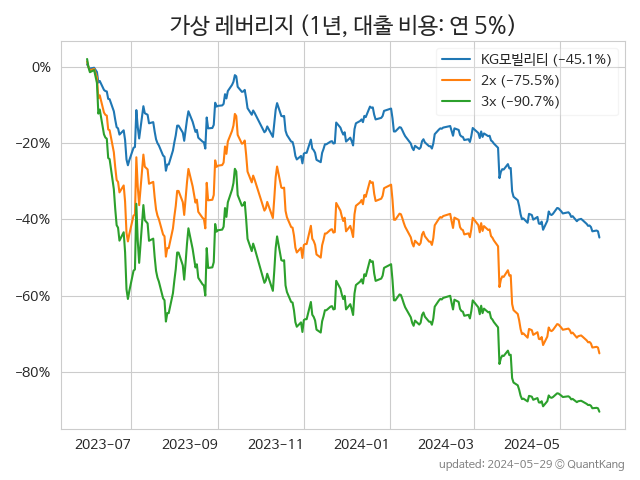 가상 레버리지 (1년, 대출 비용: 연 5%)
KG모빌리티 (−45.1%)
2x (−75.5%)
3x (−90.7%)
0%
−20%
−40%
−60%
−80%
2023−07 2023−09 2023−11 2024−01 2024−03 2024−05
updated: 2024-05-29 © QuantKang